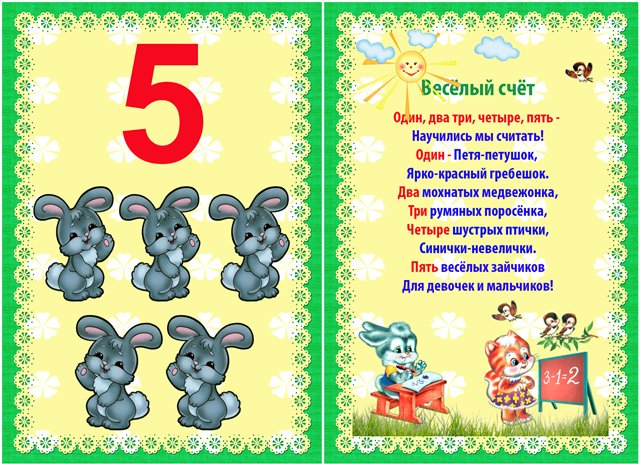 5
Весёлый счёт
Один, два три, четыре, пять -
Научились мы считать!
Один - Петя-петушок,
Ярко-красный гребешок.
Два мохнатых медвежонка,
Три румяных поросёнка,
Четыре шустрых птички,
Синички-невелички.
Пять весёлых зайчиков
Для девочек и мальчиков!
3-1=2